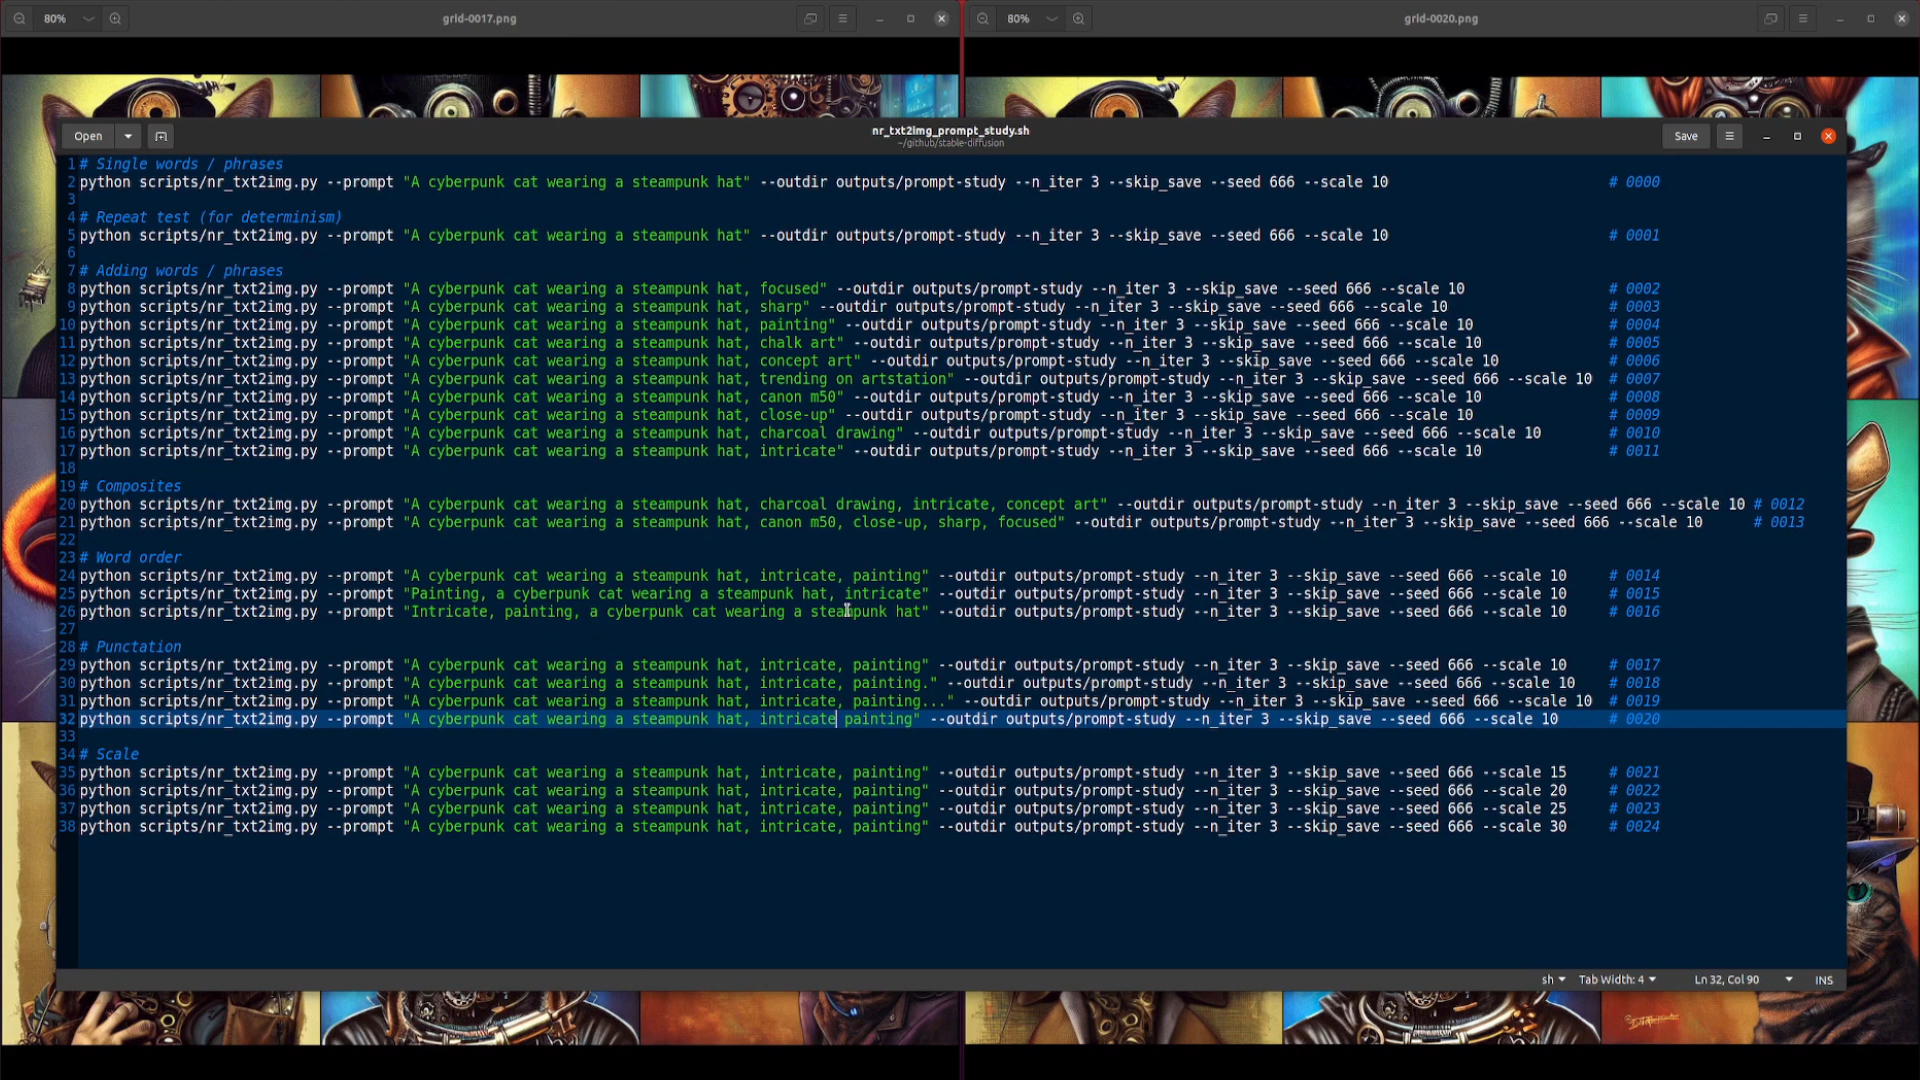 80%
grid-0017.png
80%
grid-0020.png
Open
nr_txt2img_prompt_study.sh
~/github/stable-diffusion
Save
1 # Single words / phrases
2 python scripts/nr_txt2img.py --prompt "A cyberpunk cat wearing a steampunk hat" --outdir outputs/prompt-study --n_iter 3 --skip_save --seed 666 --scale 10 # 0000
3
4 # Repeat test (for determinism)
5 python scripts/nr_txt2img.py --prompt "A cyberpunk cat wearing a steampunk hat" --outdir outputs/prompt-study --n_iter 3 --skip_save --seed 666 --scale 10 # 0001
6
7 # Adding words / phrases
8 python scripts/nr_txt2img.py --prompt "A cyberpunk cat wearing a steampunk hat, focused" --outdir outputs/prompt-study --n_iter 3 --skip_save --seed 666 --scale 10 # 0002
9 python scripts/nr_txt2img.py --prompt "A cyberpunk cat wearing a steampunk hat, sharp" --outdir outputs/prompt-study --n_iter 3 --skip_save --seed 666 --scale 10 # 0003
10 python scripts/nr_txt2img.py --prompt "A cyberpunk cat wearing a steampunk hat, painting" --outdir outputs/prompt-study --n_iter 3 --skip_save --seed 666 --scale 10 # 0004
11 python scripts/nr_txt2img.py --prompt "A cyberpunk cat wearing a steampunk hat, chalk art" --outdir outputs/prompt-study --n_iter 3 --skip_save --seed 666 --scale 10 # 0005
12 python scripts/nr_txt2img.py --prompt "A cyberpunk cat wearing a steampunk hat, concept art" --outdir outputs/prompt-study --n_iter 3 --skip_save --seed 666 --scale 10 # 0006
13 python scripts/nr_txt2img.py --prompt "A cyberpunk cat wearing a steampunk hat, trending on artstation" --outdir outputs/prompt-study --n_iter 3 --skip_save --seed 666 --scale 10 # 0007
14 python scripts/nr_txt2img.py --prompt "A cyberpunk cat wearing a steampunk hat, canon m50" --outdir outputs/prompt-study --n_iter 3 --skip_save --seed 666 --scale 10 # 0008
15 python scripts/nr_txt2img.py --prompt "A cyberpunk cat wearing a steampunk hat, close-up" --outdir outputs/prompt-study --n_iter 3 --skip_save --seed 666 --scale 10 # 0009
16 python scripts/nr_txt2img.py --prompt "A cyberpunk cat wearing a steampunk hat, charcoal drawing" --outdir outputs/prompt-study --n_iter 3 --skip_save --seed 666 --scale 10 # 0010
17 python scripts/nr_txt2img.py --prompt "A cyberpunk cat wearing a steampunk hat, intricate" --outdir outputs/prompt-study --n_iter 3 --skip_save --seed 666 --scale 10 # 0011
18
19 # Composites
20 python scripts/nr_txt2img.py --prompt "A cyberpunk cat wearing a steampunk hat, charcoal drawing, intricate, concept art" --outdir outputs/prompt-study --n_iter 3 --skip_save --seed 666 --scale 10 # 0012
21 python scripts/nr_txt2img.py --prompt "A cyberpunk cat wearing a steampunk hat, canon m50, close-up, sharp, focused" --outdir outputs/prompt-study --n_iter 3 --skip_save --seed 666 --scale 10 # 0013
22
23 # Word order
24 python scripts/nr_txt2img.py --prompt "A cyberpunk cat wearing a steampunk hat, intricate, painting" --outdir outputs/prompt-study --n_iter 3 --skip_save --seed 666 --scale 10 # 0014
25 python scripts/nr_txt2img.py --prompt "Painting, a cyberpunk cat wearing a steampunk hat, intricate" --outdir outputs/prompt-study --n_iter 3 --skip_save --seed 666 --scale 10 # 0015
26 python scripts/nr_txt2img.py --prompt "Intricate, painting, a cyberpunk cat wearing a steampunk hat" --outdir outputs/prompt-study --n_iter 3 --skip_save --seed 666 --scale 10 # 0016
27
28 # Punctation
29 python scripts/nr_txt2img.py --prompt "A cyberpunk cat wearing a steampunk hat, intricate, painting" --outdir outputs/prompt-study --n_iter 3 --skip_save --seed 666 --scale 10 # 0017
30 python scripts/nr_txt2img.py --prompt "A cyberpunk cat wearing a steampunk hat, intricate, painting." --outdir outputs/prompt-study --n_iter 3 --skip_save --seed 666 --scale 10 # 0018
31 python scripts/nr_txt2img.py --prompt "A cyberpunk cat wearing a steampunk hat, intricate, painting..." --outdir outputs/prompt-study --n_iter 3 --skip_save --seed 666 --scale 10 # 0019
32 python scripts/nr_txt2img.py --prompt "A cyberpunk cat wearing a steampunk hat, intricate painting" --outdir outputs/prompt-study --n_iter 3 --skip_save --seed 666 --scale 10 # 0020
33
34 # Scale
35 python scripts/nr_txt2img.py --prompt "A cyberpunk cat wearing a steampunk hat, intricate, painting" --outdir outputs/prompt-study --n_iter 3 --skip_save --seed 666 --scale 15 # 0021
36 python scripts/nr_txt2img.py --prompt "A cyberpunk cat wearing a steampunk hat, intricate, painting" --outdir outputs/prompt-study --n_iter 3 --skip_save --seed 666 --scale 20 # 0022
37 python scripts/nr_txt2img.py --prompt "A cyberpunk cat wearing a steampunk hat, intricate, painting" --outdir outputs/prompt-study --n_iter 3 --skip_save --seed 666 --scale 25 # 0023
38 python scripts/nr_txt2img.py --prompt "A cyberpunk cat wearing a steampunk hat, intricate, painting" --outdir outputs/prompt-study --n_iter 3 --skip_save --seed 666 --scale 30 # 0024
sh Tab Width: 4 Ln 32, Col 90 INS